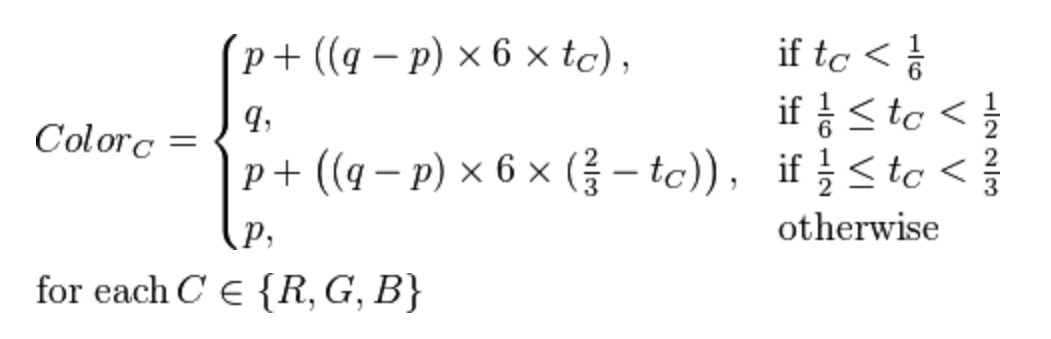 p + ((q − p) × 6 × t_C) , if t_C < 1/6
q, if 1/6 ≤ t_C < 1/2
Color_C =
p + ((q − p) × 6 × (2/3 − t_C)) , if 1/2 ≤ t_C < 2/3
p, otherwise
for each C ∈ {R, G, B}